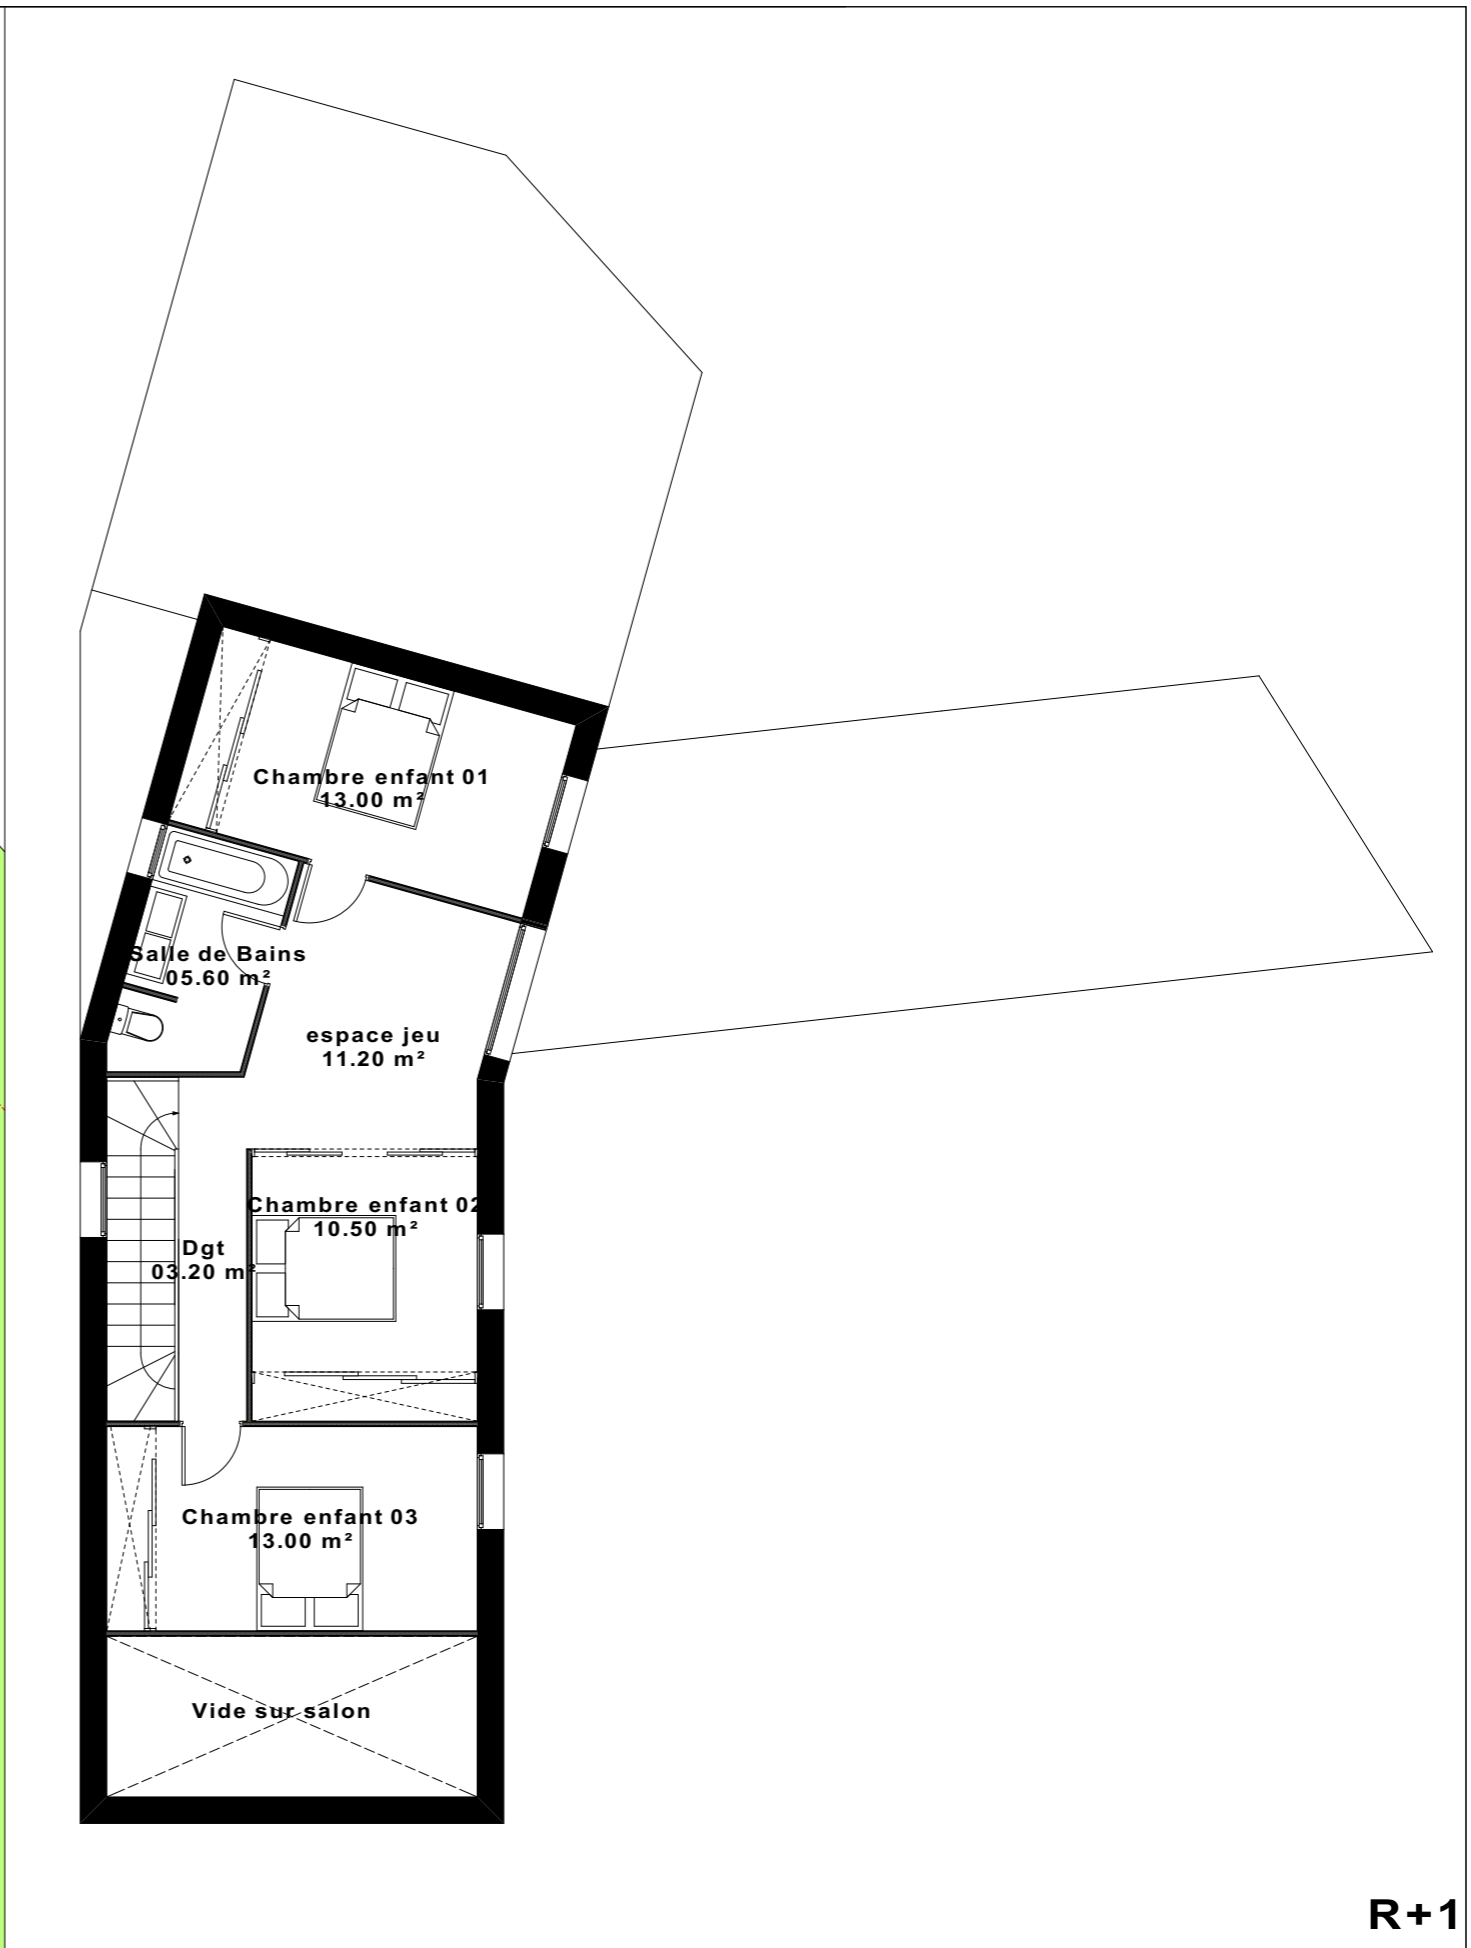 Chambre enfant 01
13.00 m²
Salle de Bains
05.60 m²
espace jeu
11.20 m²
Chambre enfant 02
10.50 m²
Dgt
03.20 m²
Chambre enfant 03
13.00 m²
Vide sur salon
R+1